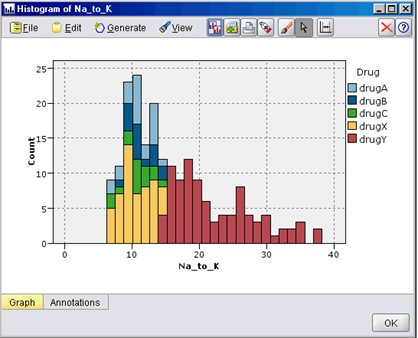 Histogram of Na_to_K
File Edit Generate View
25
20
15
10
5
0
Count
0 10 20 30 40
Na_to_K
Drug
drugA
drugB
drugC
drugX
drugY
Graph Annotations
OK